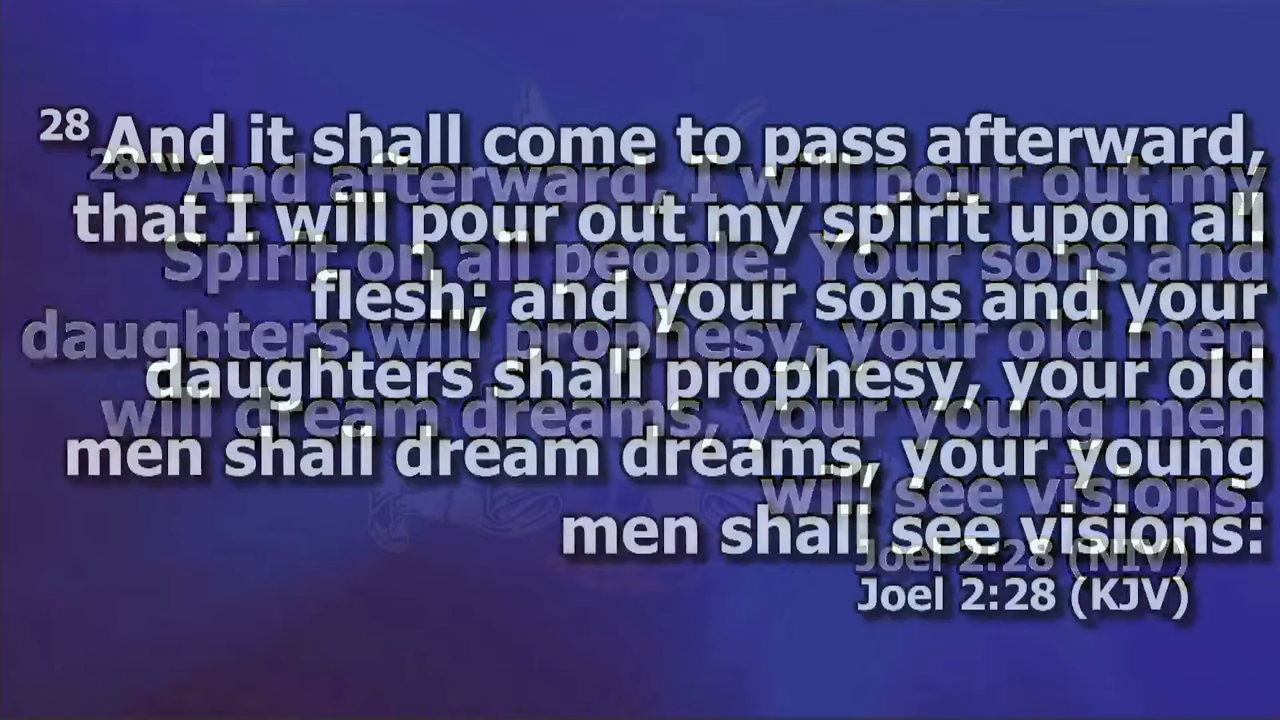 28 And it shall come to pass afterward,
28 “And afterward, I will pour out my
that I will pour out my spirit upon all
Spirit on all people. Your sons and
flesh; and your sons and your
daughters will prophesy, your old men
daughters shall prophesy, your old
will dream dreams, your young men
men shall dream dreams, your young
will see visions.
men shall see visions:
Joel 2:28 (NIV)
Joel 2:28 (KJV)